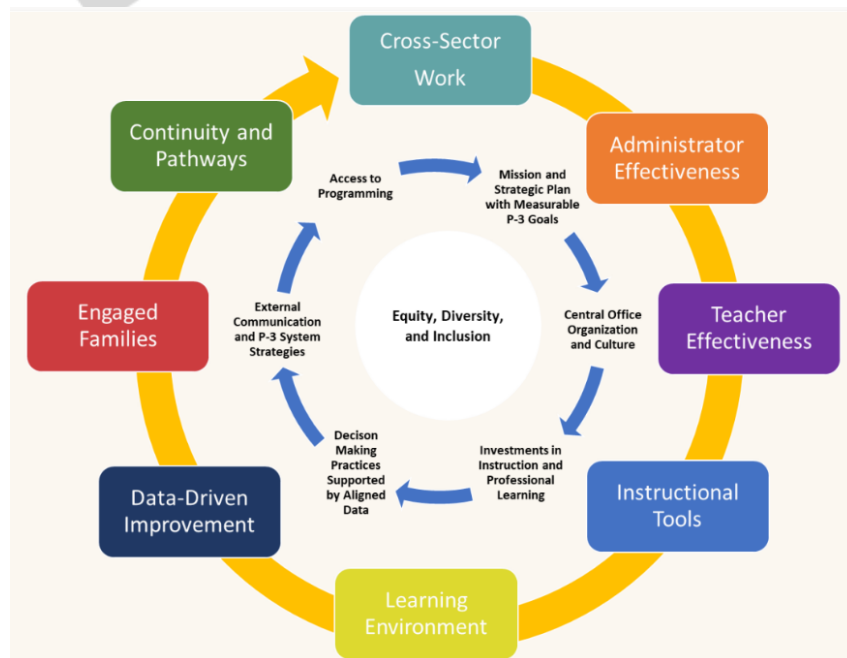 Cross-Sector
Work
Administrator
Effectiveness
Teacher
Effectiveness
Instructional
Tools
Learning
Environment
Data-Driven
Improvement
Engaged
Families
Continuity and
Pathways
Access to
Programming
Mission and
Strategic Plan
with Measurable
P-3 Goals
Central Office
Organization
and Culture
Investments in
Instruction and
Professional
Learning
Decison
Making
Practices
Supported
by Aligned
Data
External
Communication
and P-3 System
Strategies
Equity, Diversity,
and Inclusion